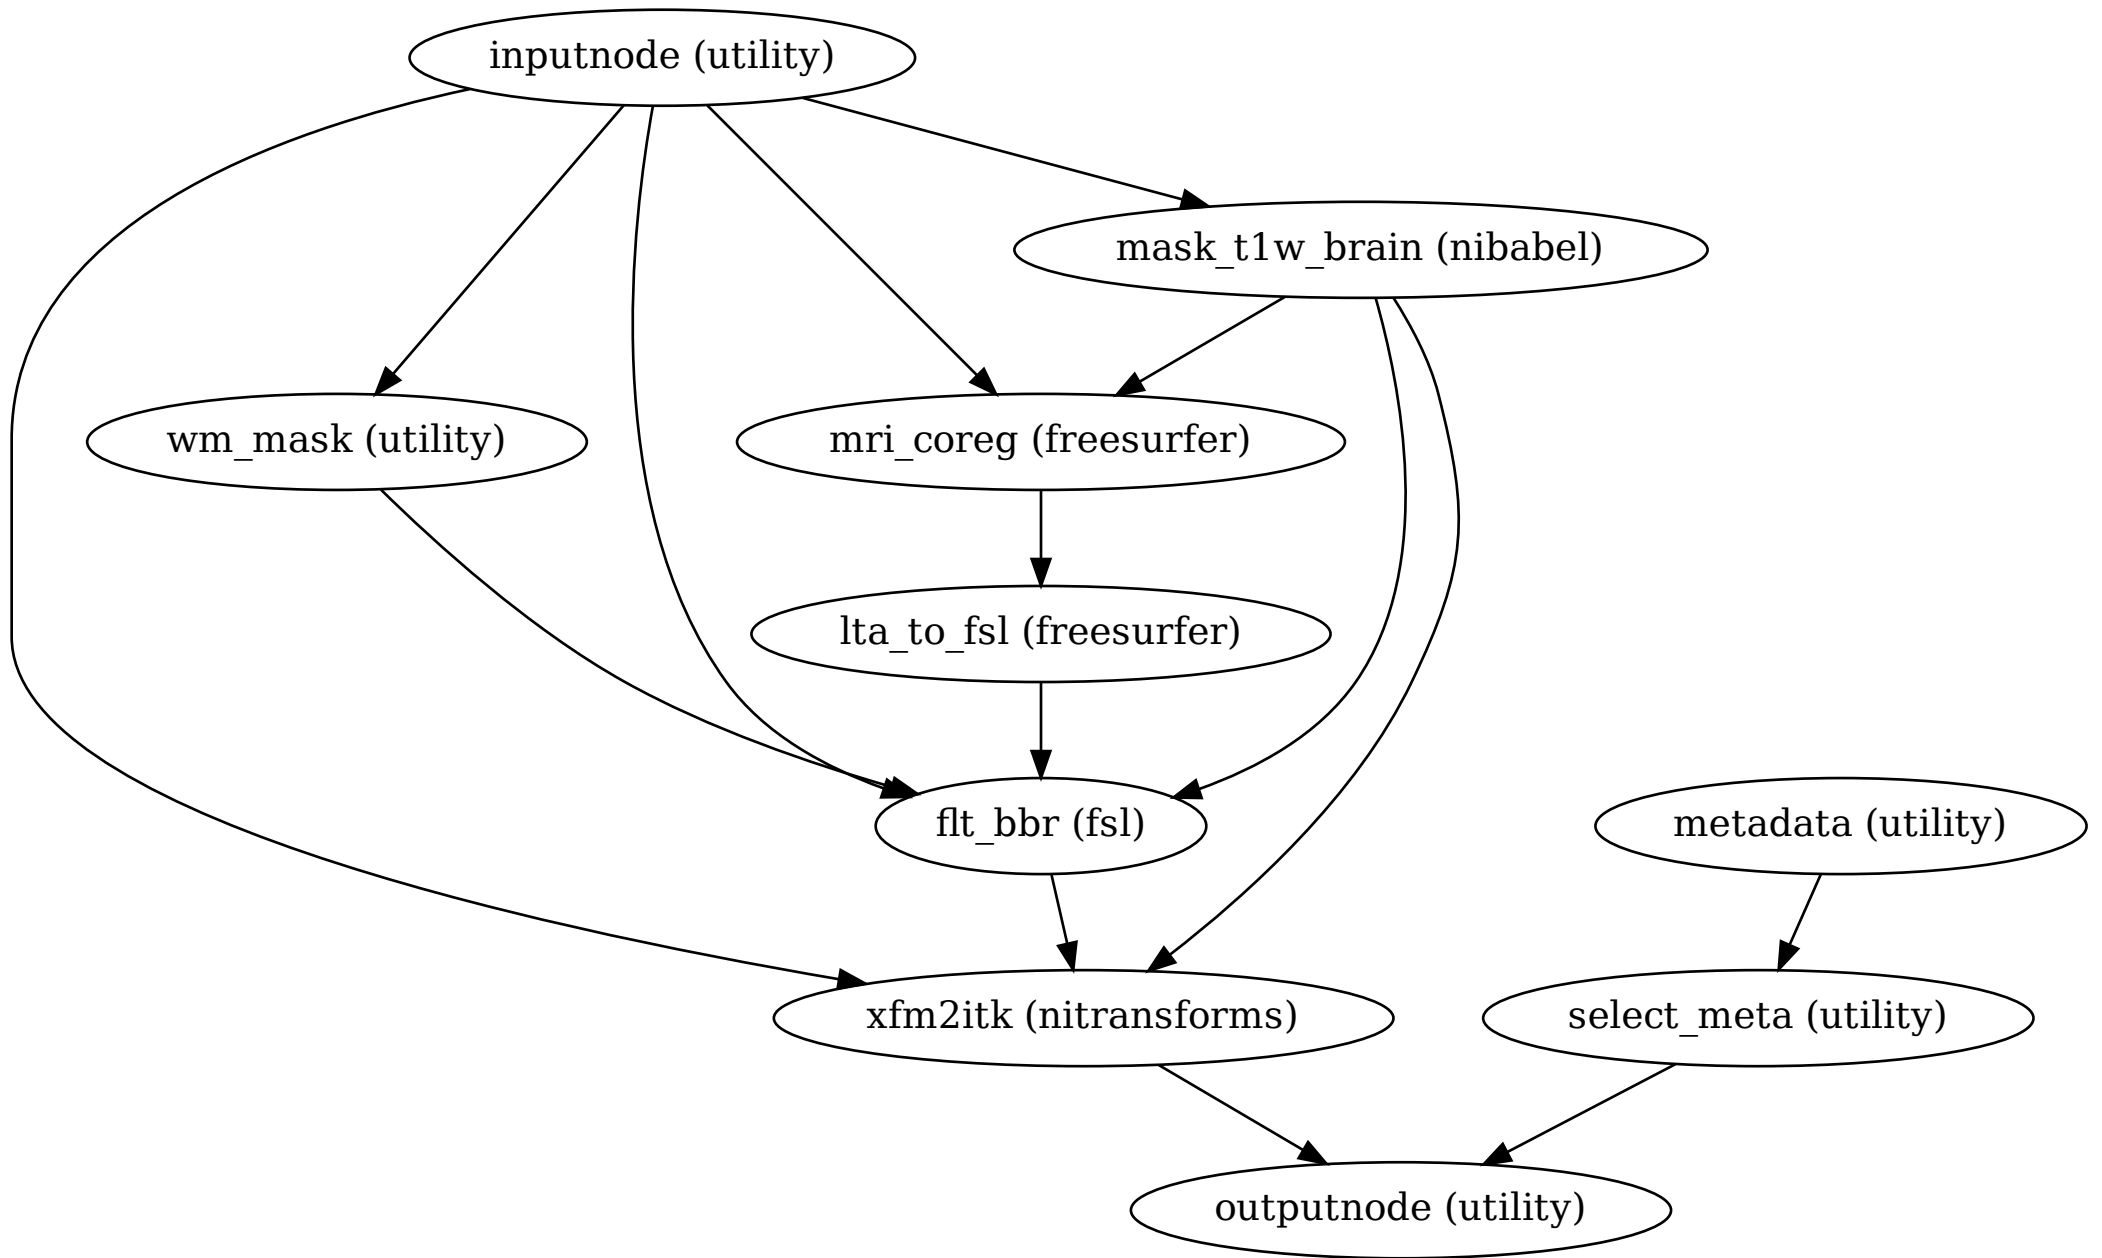 inputnode (utility)
mask_t1w_brain (nibabel)
wm_mask (utility)
mri_coreg (freesurfer)
lta_to_fsl (freesurfer)
flt_bbr (fsl)
metadata (utility)
xfm2itk (nitransforms)
select_meta (utility)
outputnode (utility)